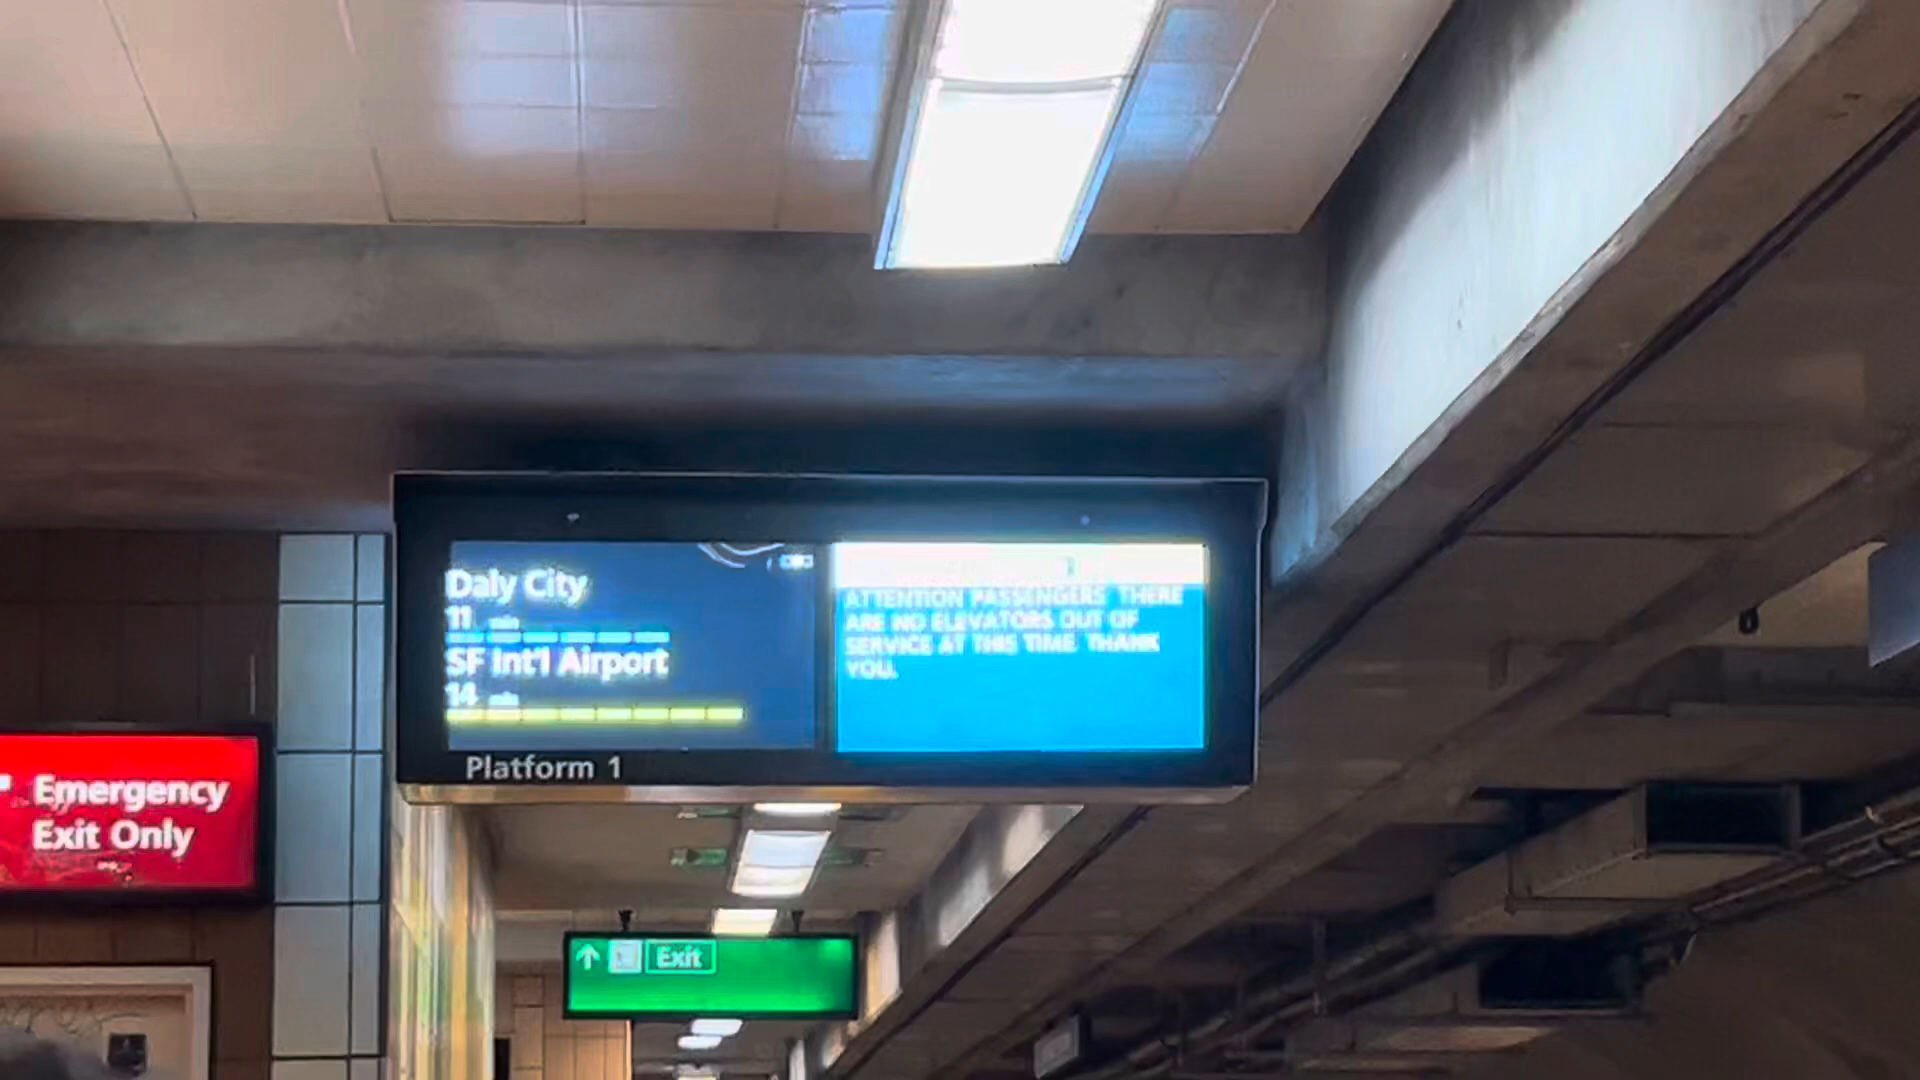 Daly City
11 min
SF Int'l Airport
14 min
Platform 1
ATTENTION PASSENGERS THERE
ARE NO ELEVATORS OUT OF
SERVICE AT THIS TIME. THANK
YOU.
Emergency
Exit Only
Exit